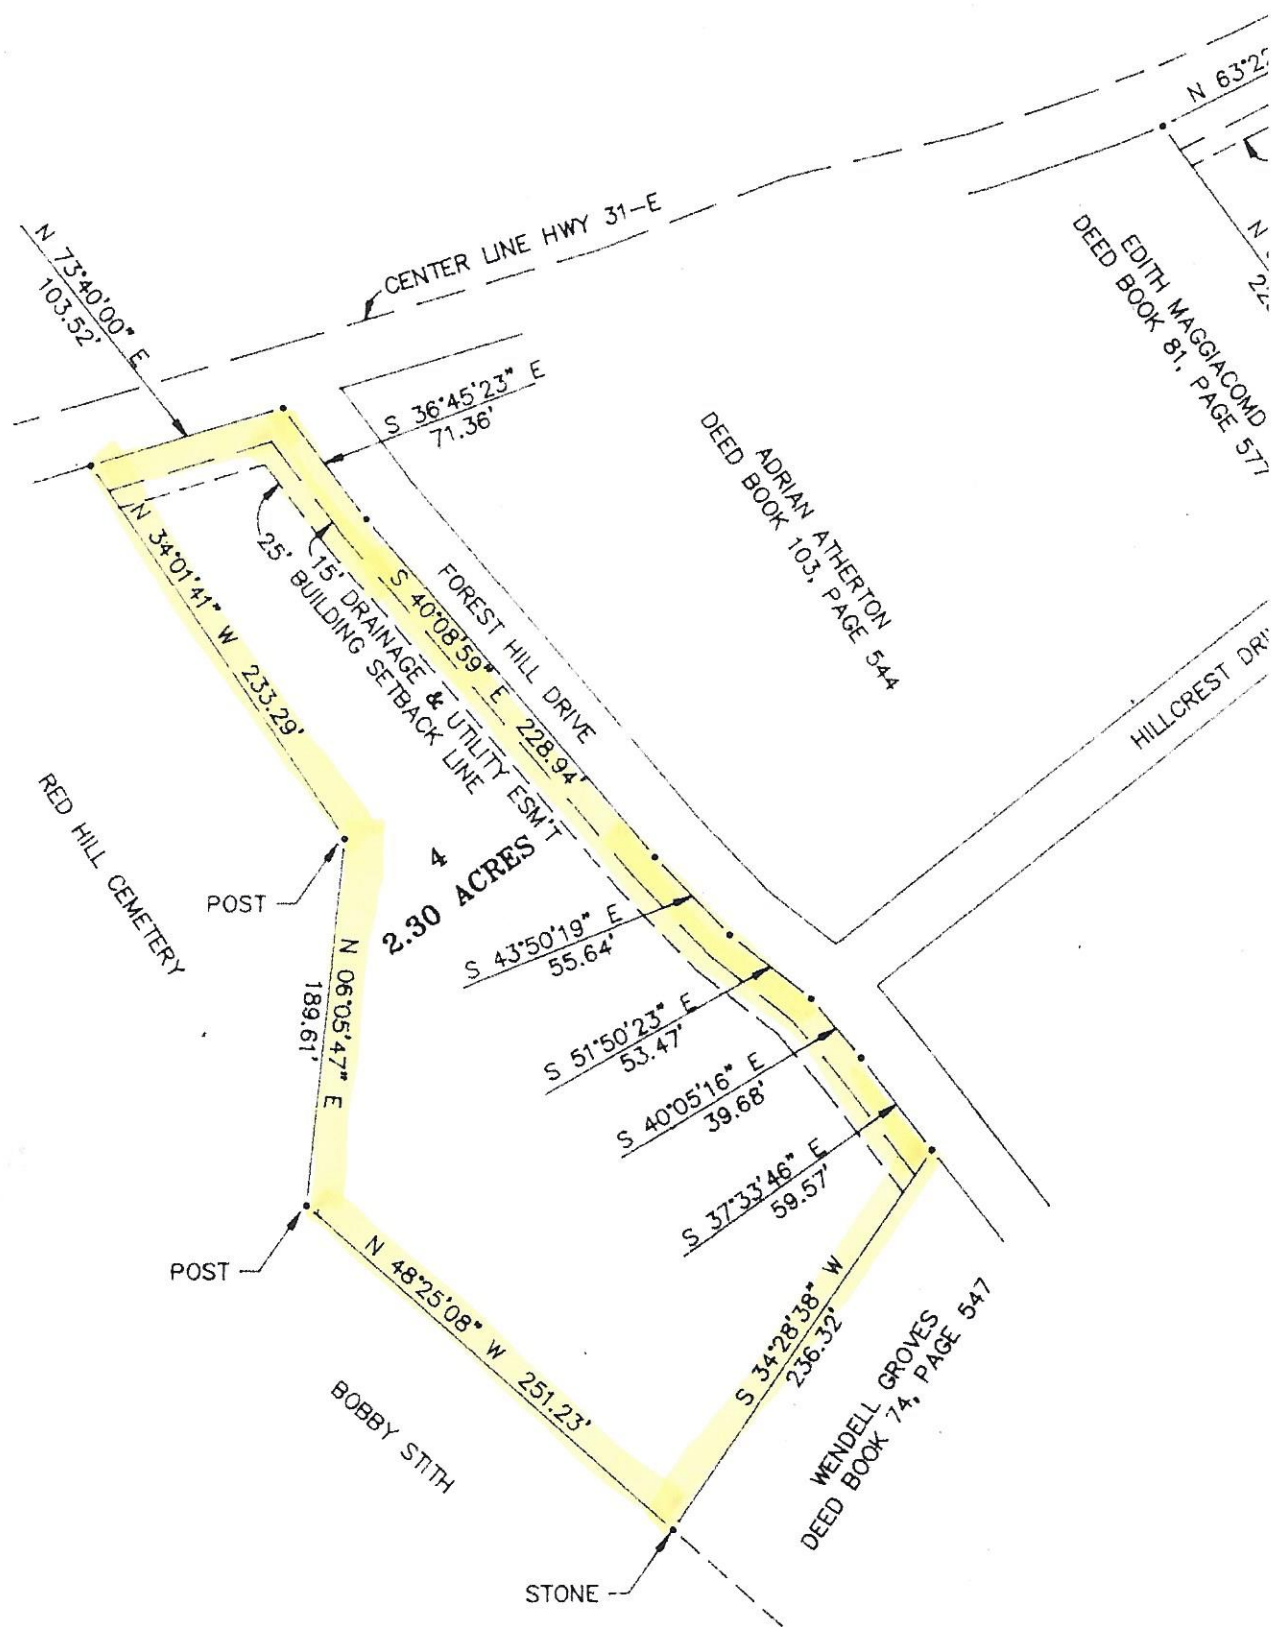 N 63°22
N 73°40'00" E
103.52'
CENTER LINE HWY 31-E
EDITH MAGGIACOMO
DEED BOOK 81, PAGE 577
S 36°45'23" E
71.36'
ADRIAN ATHERTON
DEED BOOK 103, PAGE 544
N 34°01'41" W 233.29'
25' BUILDING SETBACK LINE
15' DRAINAGE & UTILITY ESM'T
S 40°08'59" E 228.94'
FOREST HILL DRIVE
HILLCREST DRI
RED HILL CEMETERY
4
2.30 ACRES
POST
S 43°50'19" E
55.64'
N 06°05'47" E
189.61'
S 51°50'23" E
53.47'
S 40°05'16" E
39.68'
S 37°33'46" E
59.57'
POST
N 48°25'08" W 251.23'
S 34°28'38" W
236.32'
WENDELL GROVES
DEED BOOK 74, PAGE 547
BOBBY STITH
STONE